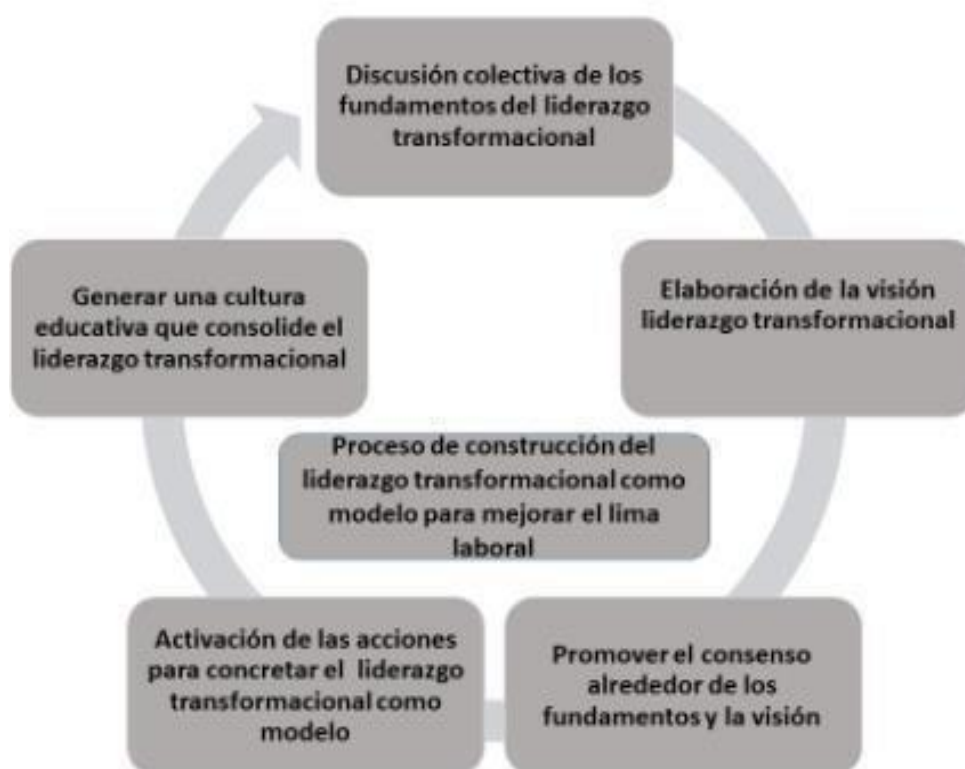 Discusión colectiva de los
fundamentos del liderazgo
transformacional
Elaboración de la visión
liderazgo transformacional
Promover el consenso
alrededor de los
fundamentos y la visión
Activación de las acciones
para concretar el liderazgo
transformacional como
modelo
Generar una cultura
educativa que consolide el
liderazgo transformacional
Proceso de construcción del
liderazgo transformacional como
modelo para mejorar el lima
laboral